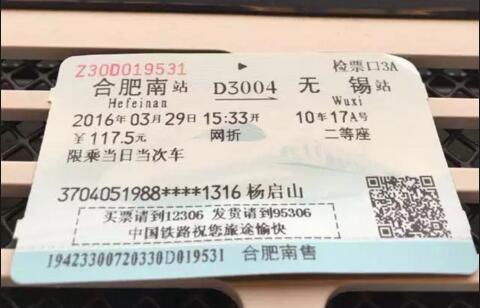 Z30D019531 检票口3A
合肥南站 D3004 无锡站
Hefeinan Wuxi
2016年03月29日 15:33开 10车17A号
￥117.5元 网折 二等座
限乘当日当次车
3704051988****1316 杨启山
买票请到12306 发货请到95306
中国铁路祝您旅途愉快
19423300720330D019531 合肥南售